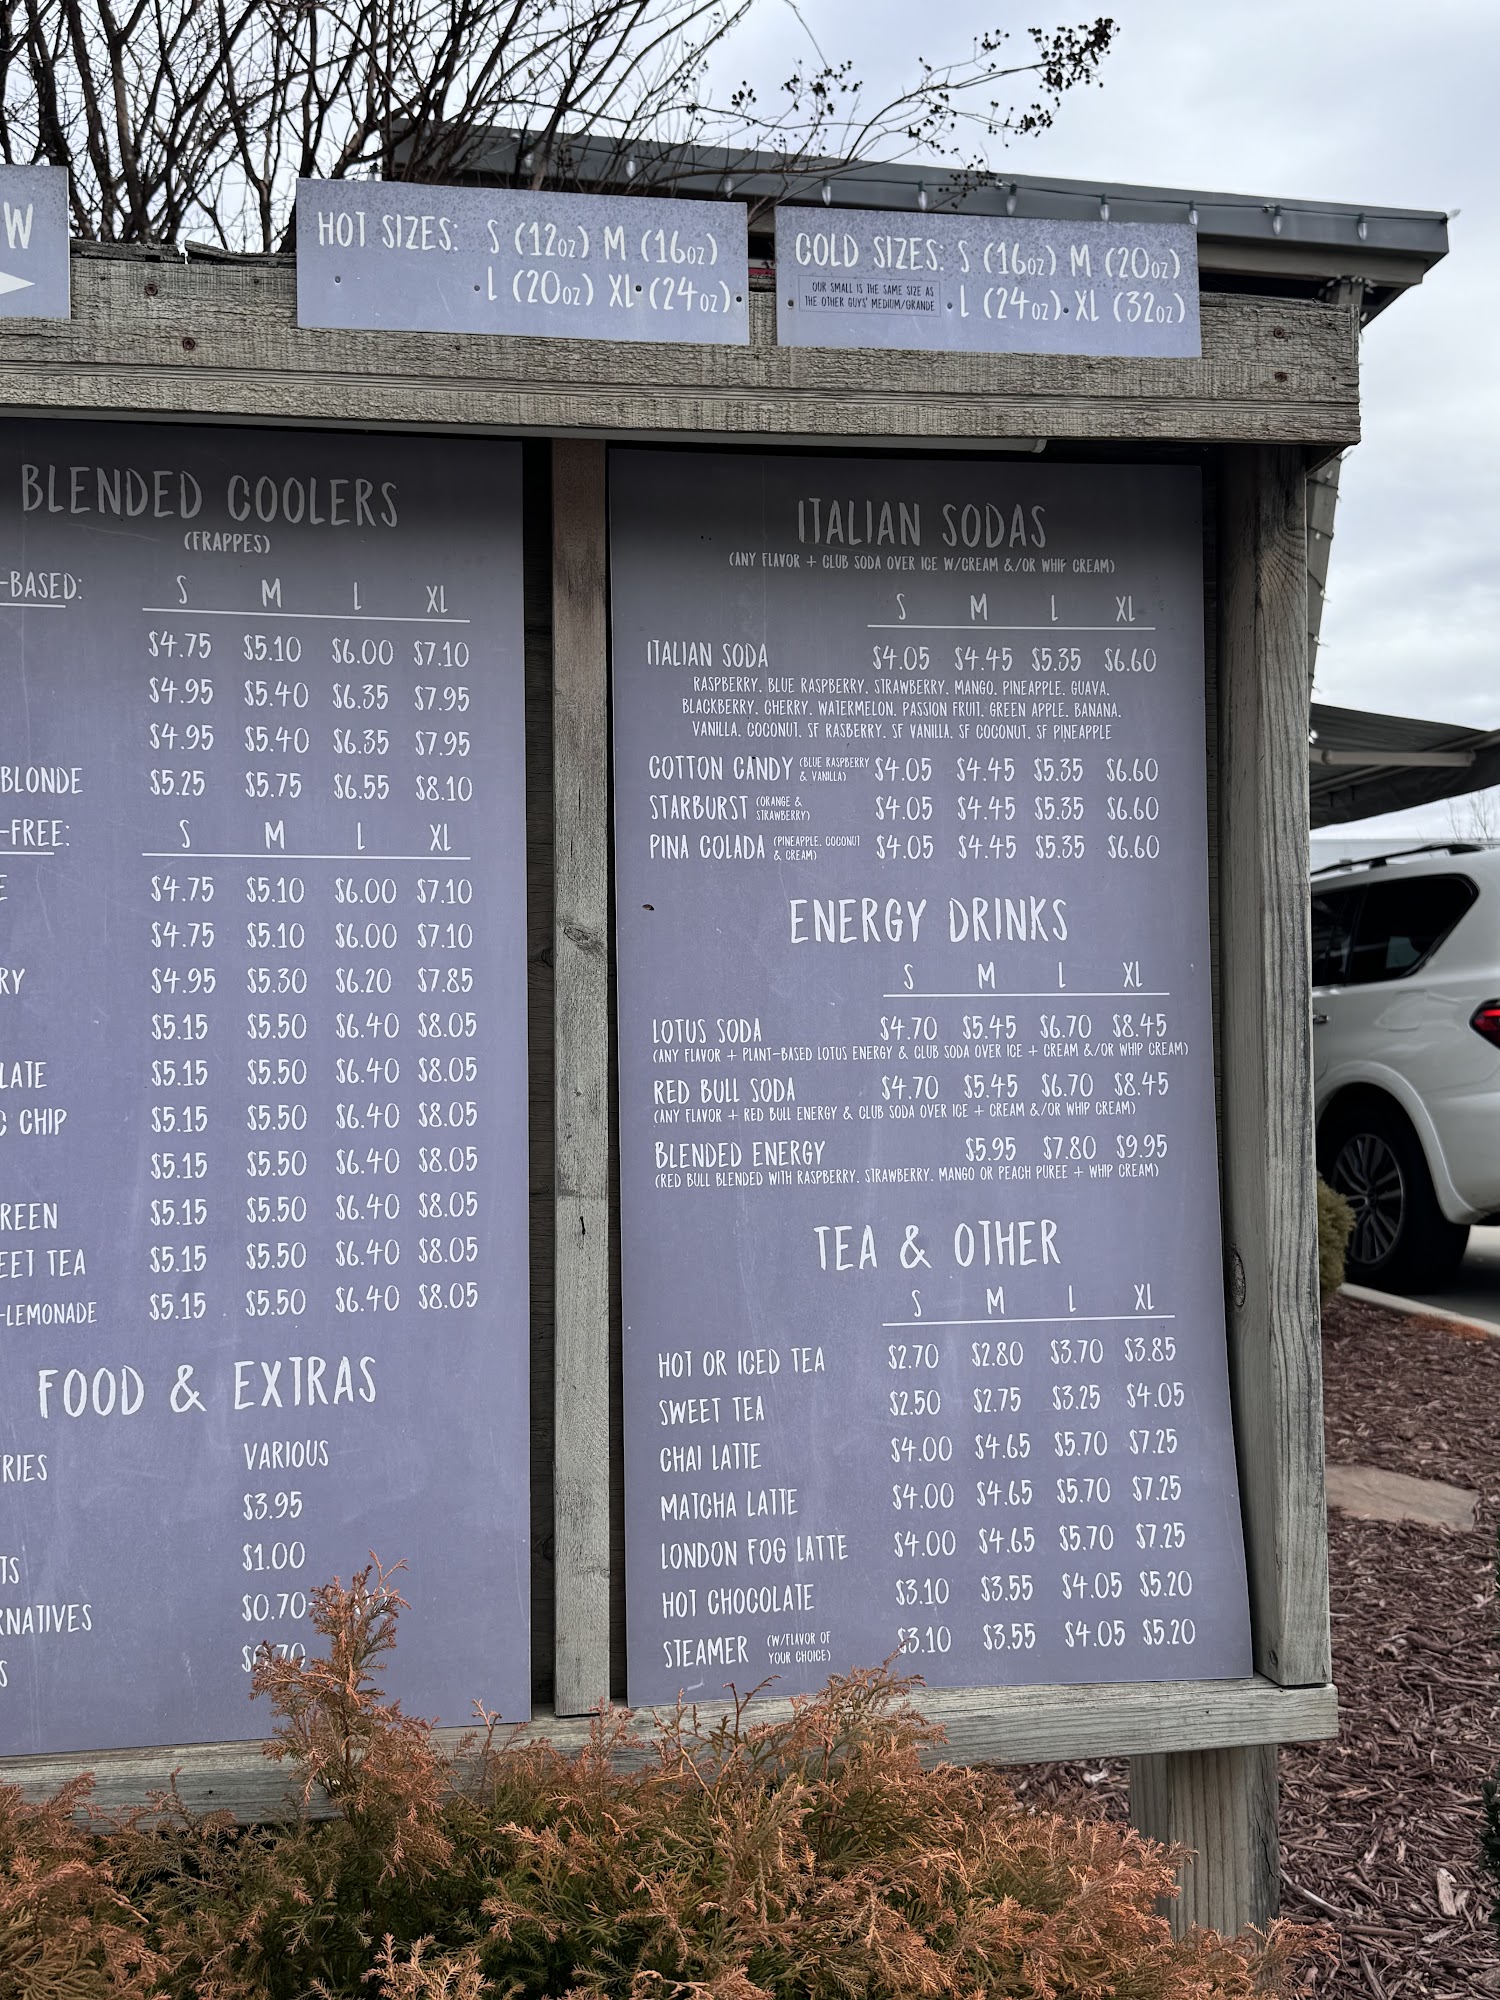 W
HOT SIZES: S (12oz) M (16oz)
L (20oz) XL (24oz)
COLD SIZES: S (16oz) M (20oz)
OUR SMALL IS THE SAME SIZE AS
THE OTHER GUYS' MEDIUM/GRANDE
L (24oz) XL (32oz)
BLENDED COOLERS
(FRAPPES)
-BASED: S M L XL
$4.75 $5.10 $6.00 $7.10
$4.95 $5.40 $6.35 $7.95
$4.95 $5.40 $6.35 $7.95
BLONDE $5.25 $5.75 $6.55 $8.10
-FREE: S M L XL
E $4.75 $5.10 $6.00 $7.10
$4.75 $5.10 $6.00 $7.10
RY $4.95 $5.30 $6.20 $7.85
$5.15 $5.50 $6.40 $8.05
LATE $5.15 $5.50 $6.40 $8.05
C CHIP $5.15 $5.50 $6.40 $8.05
$5.15 $5.50 $6.40 $8.05
REEN $5.15 $5.50 $6.40 $8.05
EET TEA $5.15 $5.50 $6.40 $8.05
-LEMONADE $5.15 $5.50 $6.40 $8.05
FOOD & EXTRAS
RIES VARIOUS
$3.95
TS $1.00
RNATIVES $0.70
S $0.70
ITALIAN SODAS
(ANY FLAVOR + CLUB SODA OVER ICE W/CREAM &/OR WHIP CREAM)
S M L XL
ITALIAN SODA $4.05 $4.45 $5.35 $6.60
RASPBERRY, BLUE RASPBERRY, STRAWBERRY, MANGO, PINEAPPLE, GUAVA,
BLACKBERRY, CHERRY, WATERMELON, PASSION FRUIT, GREEN APPLE, BANANA,
VANILLA, COCONUT, SF RASBERRY, SF VANILLA, SF COCONUT, SF PINEAPPLE
COTTON CANDY (BLUE RASPBERRY & VANILLA) $4.05 $4.45 $5.35 $6.60
STARBURST (ORANGE & STRAWBERRY) $4.05 $4.45 $5.35 $6.60
PINA COLADA (PINEAPPLE, COCONUT & CREAM) $4.05 $4.45 $5.35 $6.60
ENERGY DRINKS
S M L XL
LOTUS SODA $4.70 $5.45 $6.70 $8.45
(ANY FLAVOR + PLANT-BASED LOTUS ENERGY & CLUB SODA OVER ICE + CREAM &/OR WHIP CREAM)
RED BULL SODA $4.70 $5.45 $6.70 $8.45
(ANY FLAVOR + RED BULL ENERGY & CLUB SODA OVER ICE + CREAM &/OR WHIP CREAM)
BLENDED ENERGY $5.95 $7.80 $9.95
(RED BULL BLENDED WITH RASPBERRY, STRAWBERRY, MANGO OR PEACH PUREE + WHIP CREAM)
TEA & OTHER
S M L XL
HOT OR ICED TEA $2.70 $2.80 $3.70 $3.85
SWEET TEA $2.50 $2.75 $3.25 $4.05
CHAI LATTE $4.00 $4.65 $5.70 $7.25
MATCHA LATTE $4.00 $4.65 $5.70 $7.25
LONDON FOG LATTE $4.00 $4.65 $5.70 $7.25
HOT CHOCOLATE $3.10 $3.55 $4.05 $5.20
STEAMER (W/FLAVOR OF YOUR CHOICE) $3.10 $3.55 $4.05 $5.20